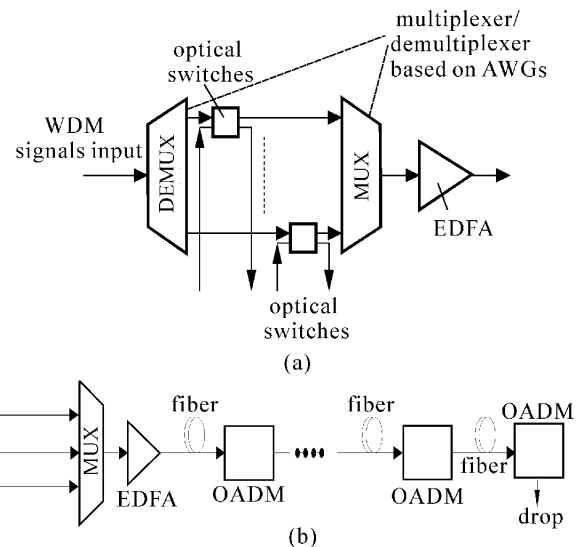 multiplexer/
demultiplexer
based on AWGs
optical
switches
WDM
signals input
DEMUX
MUX
EDFA
optical
switches
(a)
fiber
fiber
OADM
MUX
EDFA
OADM
OADM
fiber
drop
(b)